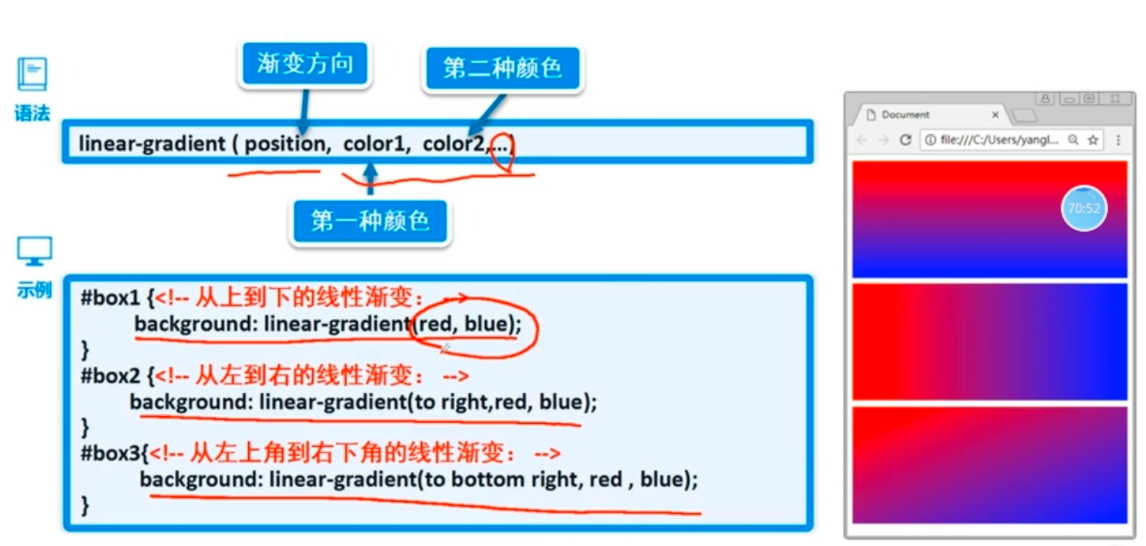 渐变方向
第二种颜色
语法
linear-gradient ( position, color1, color2,...)
第一种颜色
示例
#box1 {<!-- 从上到下的线性渐变： -->
background: linear-gradient(red, blue);
}
#box2 {<!-- 从左到右的线性渐变： -->
background: linear-gradient(to right,red, blue);
}
#box3{<!-- 从左上角到右下角的线性渐变： -->
background: linear-gradient(to bottom right, red , blue);
}
Document
file:///C:/Users/yangl...
70:52